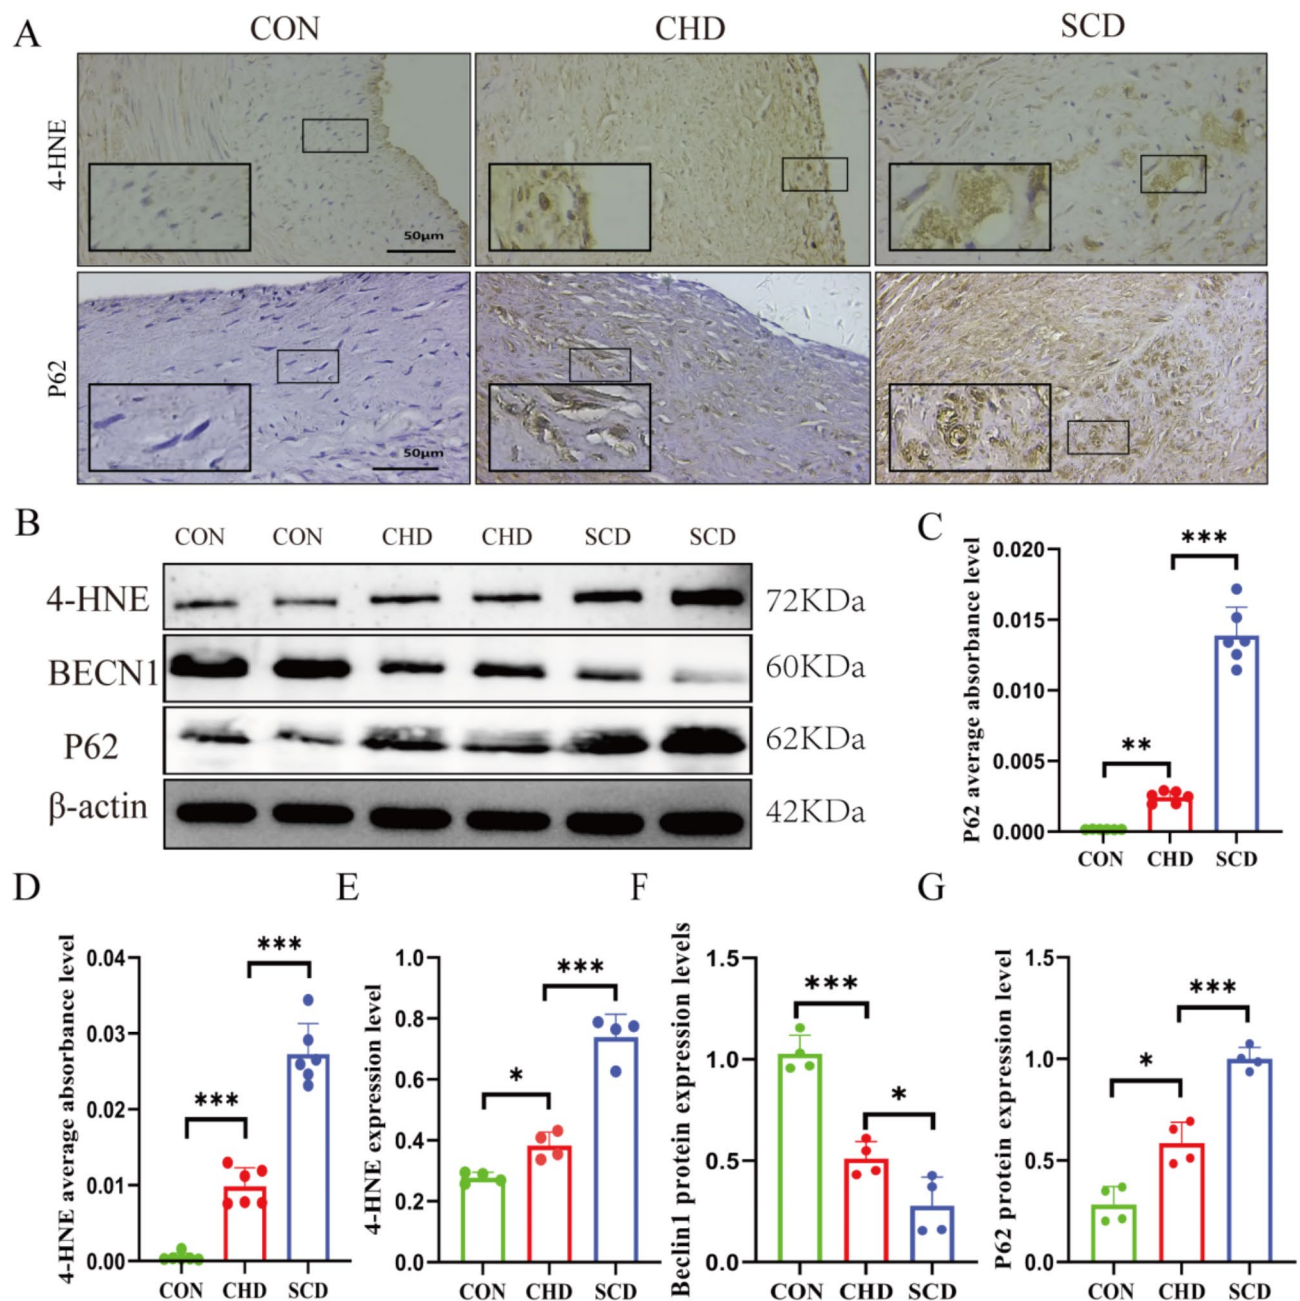 A
CON CHD SCD
4-HNE
50μm
P62
50μm
B
CON CON CHD CHD SCD SCD
4-HNE 72KDa
BECN1 60KDa
P62 62KDa
β-actin 42KDa
C
P62 average absorbance level
0.020
0.015
0.010
0.005
0.000
***
**
CON CHD SCD
D
4-HNE average absorbance level
0.04
0.03
0.02
0.01
0.00
***
***
CON CHD SCD
E
4-HNE expression level
1.0
0.8
0.6
0.4
0.2
0.0
***
*
CON CHD SCD
F
Beclin1 protein expression levels
1.5
1.0
0.5
0.0
***
*
CON CHD SCD
G
P62 protein expression level
1.5
1.0
0.5
0.0
***
*
CON CHD SCD